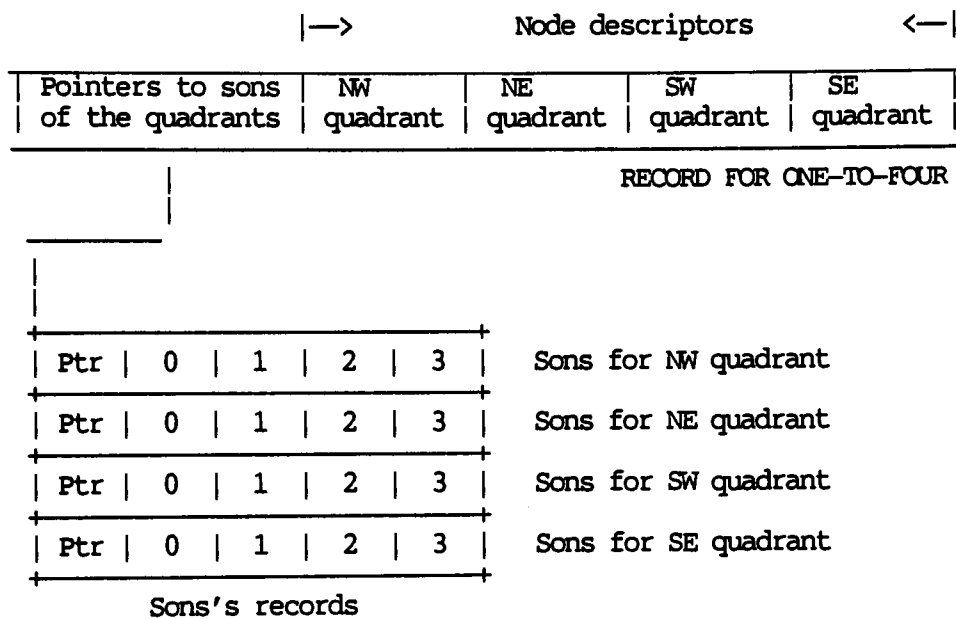 |—> Node descriptors <—|
| Pointers to sons | NW | NE | SW | SE |
| of the quadrants | quadrant | quadrant | quadrant | quadrant |
RECORD FOR ONE-TO-FOUR
| Ptr | 0 | 1 | 2 | 3 | Sons for NW quadrant
| Ptr | 0 | 1 | 2 | 3 | Sons for NE quadrant
| Ptr | 0 | 1 | 2 | 3 | Sons for SW quadrant
| Ptr | 0 | 1 | 2 | 3 | Sons for SE quadrant
Sons's records